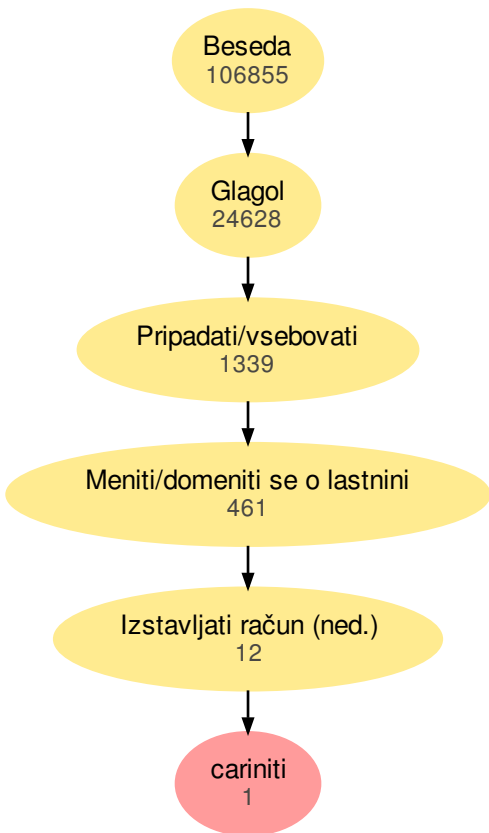 Beseda
106855
Glagol
24628
Pripadati/vsebovati
1339
Meniti/domeniti se o lastnini
461
Izstavljati račun (ned.)
12
cariniti
1